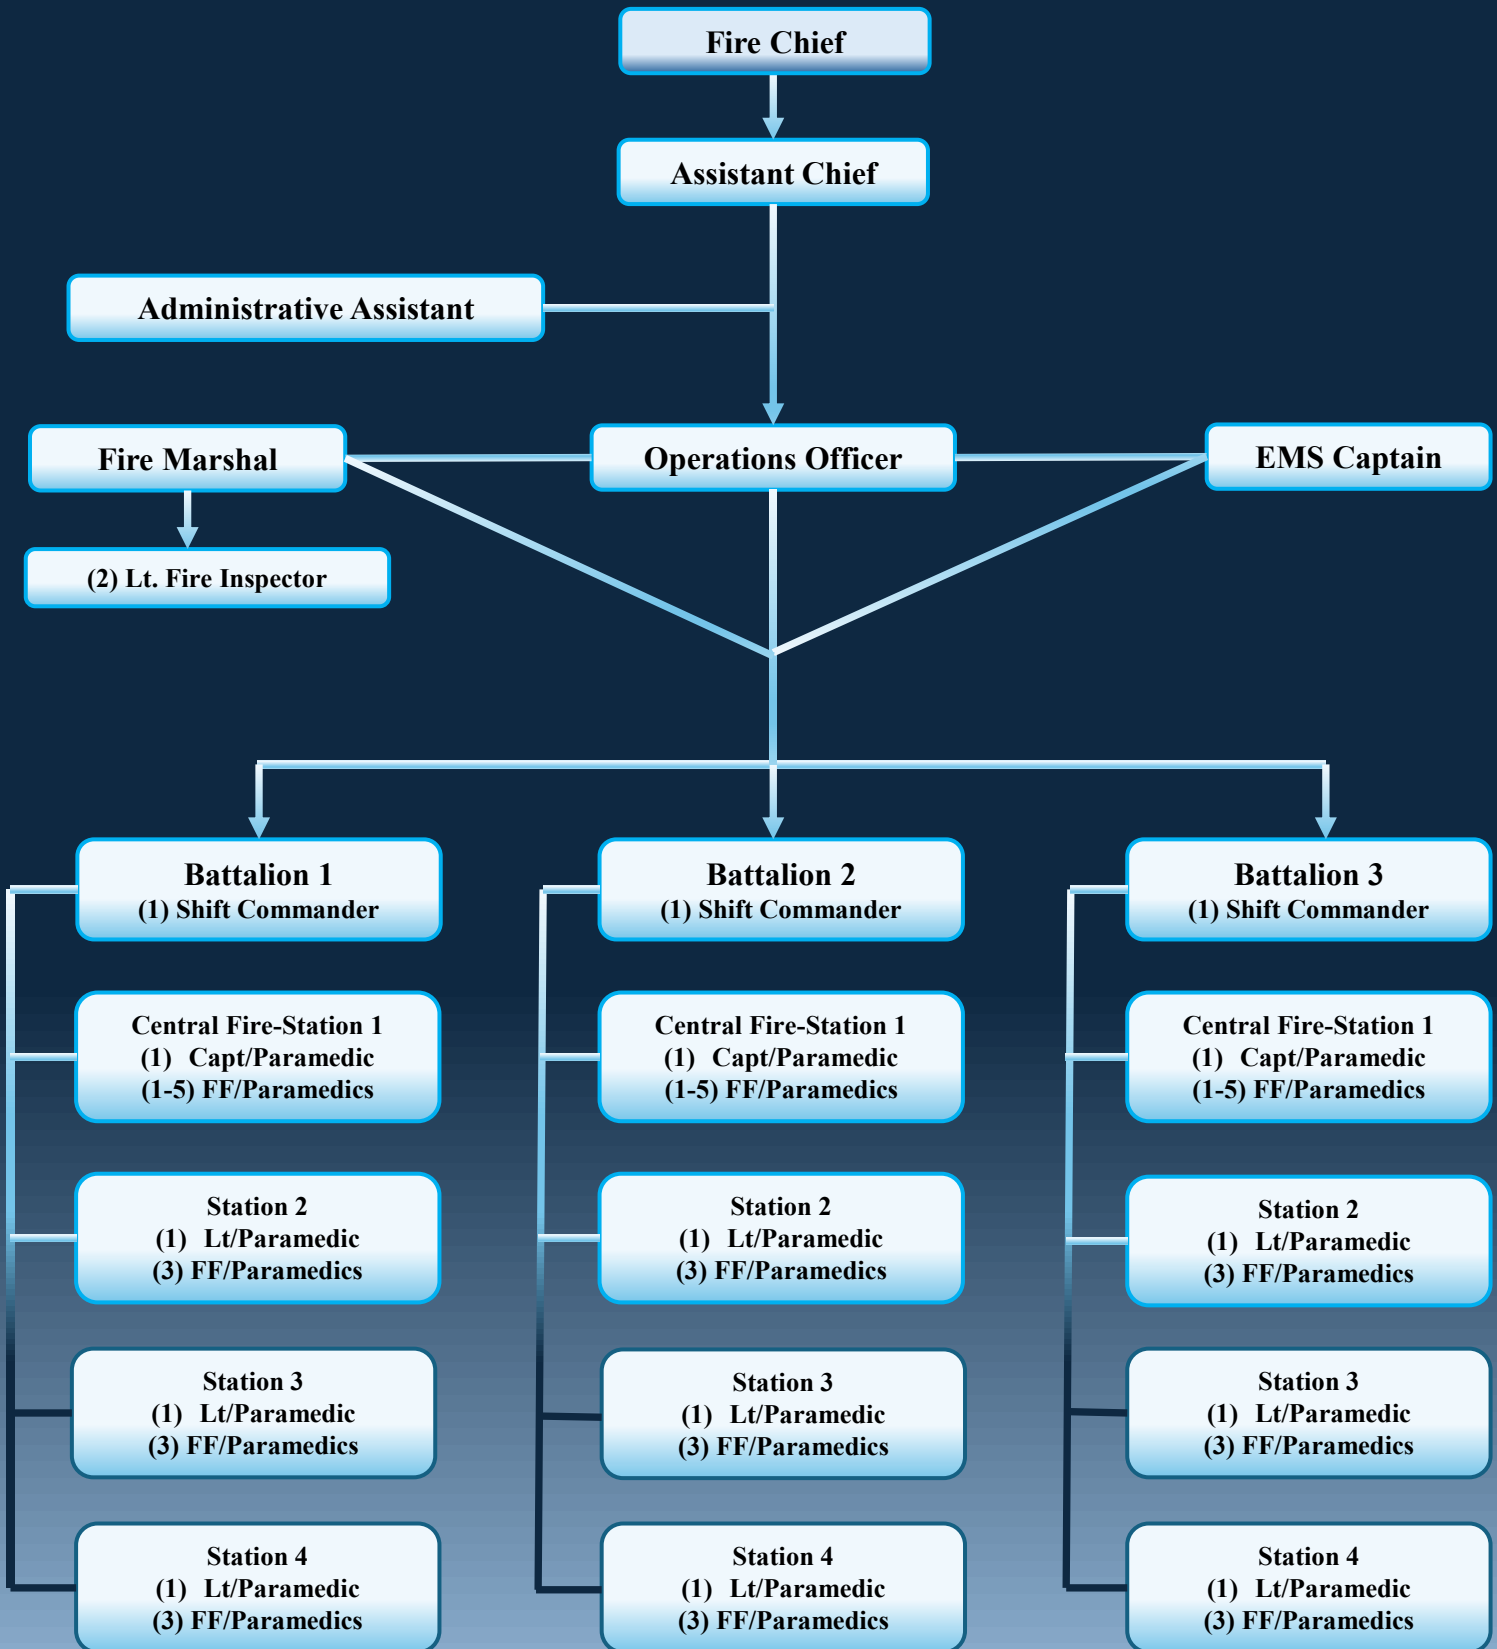 Fire Chief
Assistant Chief
Administrative Assistant
Fire Marshal
Operations Officer
EMS Captain
(2) Lt. Fire Inspector
Battalion 1
(1) Shift Commander
Central Fire-Station 1
(1) Capt/Paramedic
(1-5) FF/Paramedics
Station 2
(1) Lt/Paramedic
(3) FF/Paramedics
Station 3
(1) Lt/Paramedic
(3) FF/Paramedics
Station 4
(1) Lt/Paramedic
(3) FF/Paramedics
Battalion 2
(1) Shift Commander
Central Fire-Station 1
(1) Capt/Paramedic
(1-5) FF/Paramedics
Station 2
(1) Lt/Paramedic
(3) FF/Paramedics
Station 3
(1) Lt/Paramedic
(3) FF/Paramedics
Station 4
(1) Lt/Paramedic
(3) FF/Paramedics
Battalion 3
(1) Shift Commander
Central Fire-Station 1
(1) Capt/Paramedic
(1-5) FF/Paramedics
Station 2
(1) Lt/Paramedic
(3) FF/Paramedics
Station 3
(1) Lt/Paramedic
(3) FF/Paramedics
Station 4
(1) Lt/Paramedic
(3) FF/Paramedics